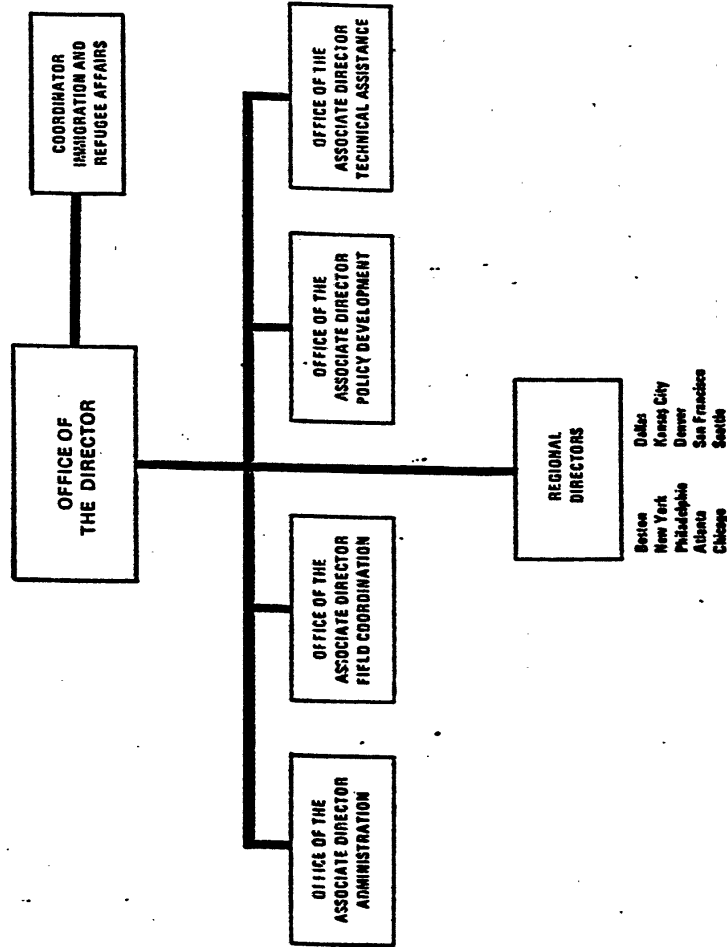 OFFICE OF
THE DIRECTOR
COORDINATOR
IMMIGRATION AND
REFUGEE AFFAIRS
OFFICE OF THE
ASSOCIATE DIRECTOR
ADMINISTRATION
OFFICE OF THE
ASSOCIATE DIRECTOR
FIELD COORDINATION
OFFICE OF THE
ASSOCIATE DIRECTOR
POLICY DEVELOPMENT
OFFICE OF THE
ASSOCIATE DIRECTOR
TECHNICAL ASSISTANCE
REGIONAL
DIRECTORS
Boston Dallas
New York Kansas City
Philadelphia Denver
Atlanta San Francisco
Chicago Seattle